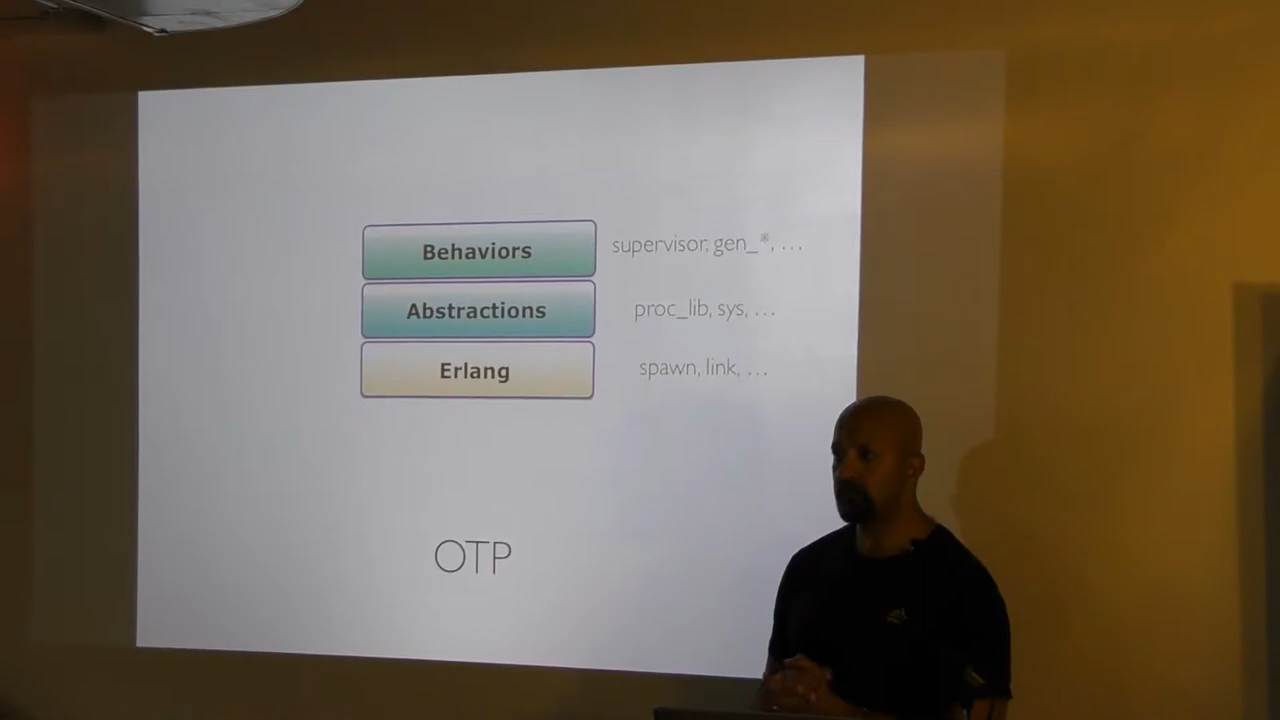 Behaviors supervisor, gen_*, ...
Abstractions proc_lib, sys, ...
Erlang spawn, link, ...
OTP